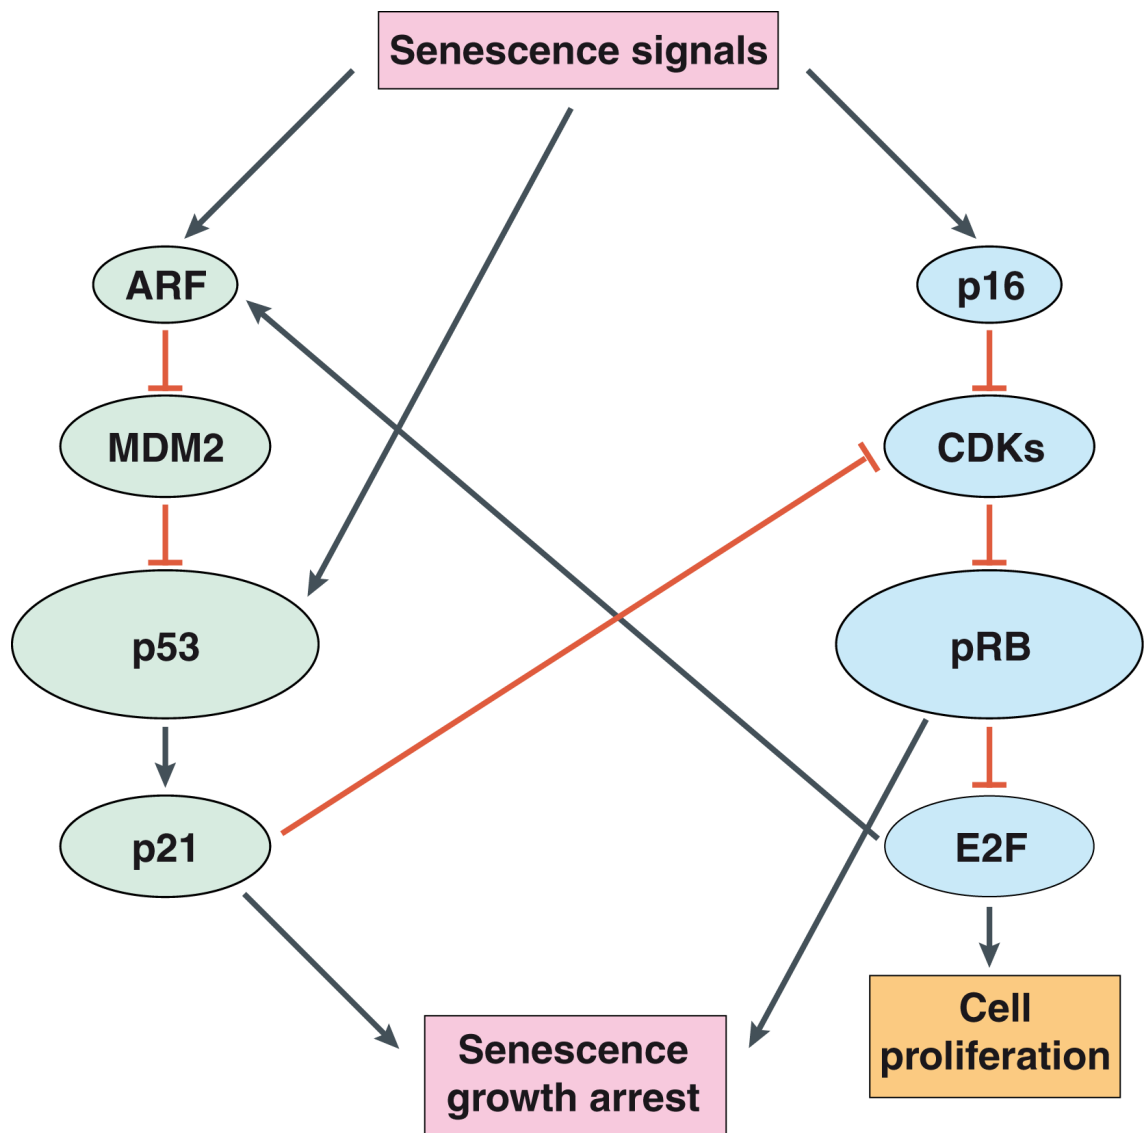 Senescence signals
ARF
p16
MDM2
CDKs
p53
pRB
p21
E2F
Cell
proliferation
Senescence
growth arrest